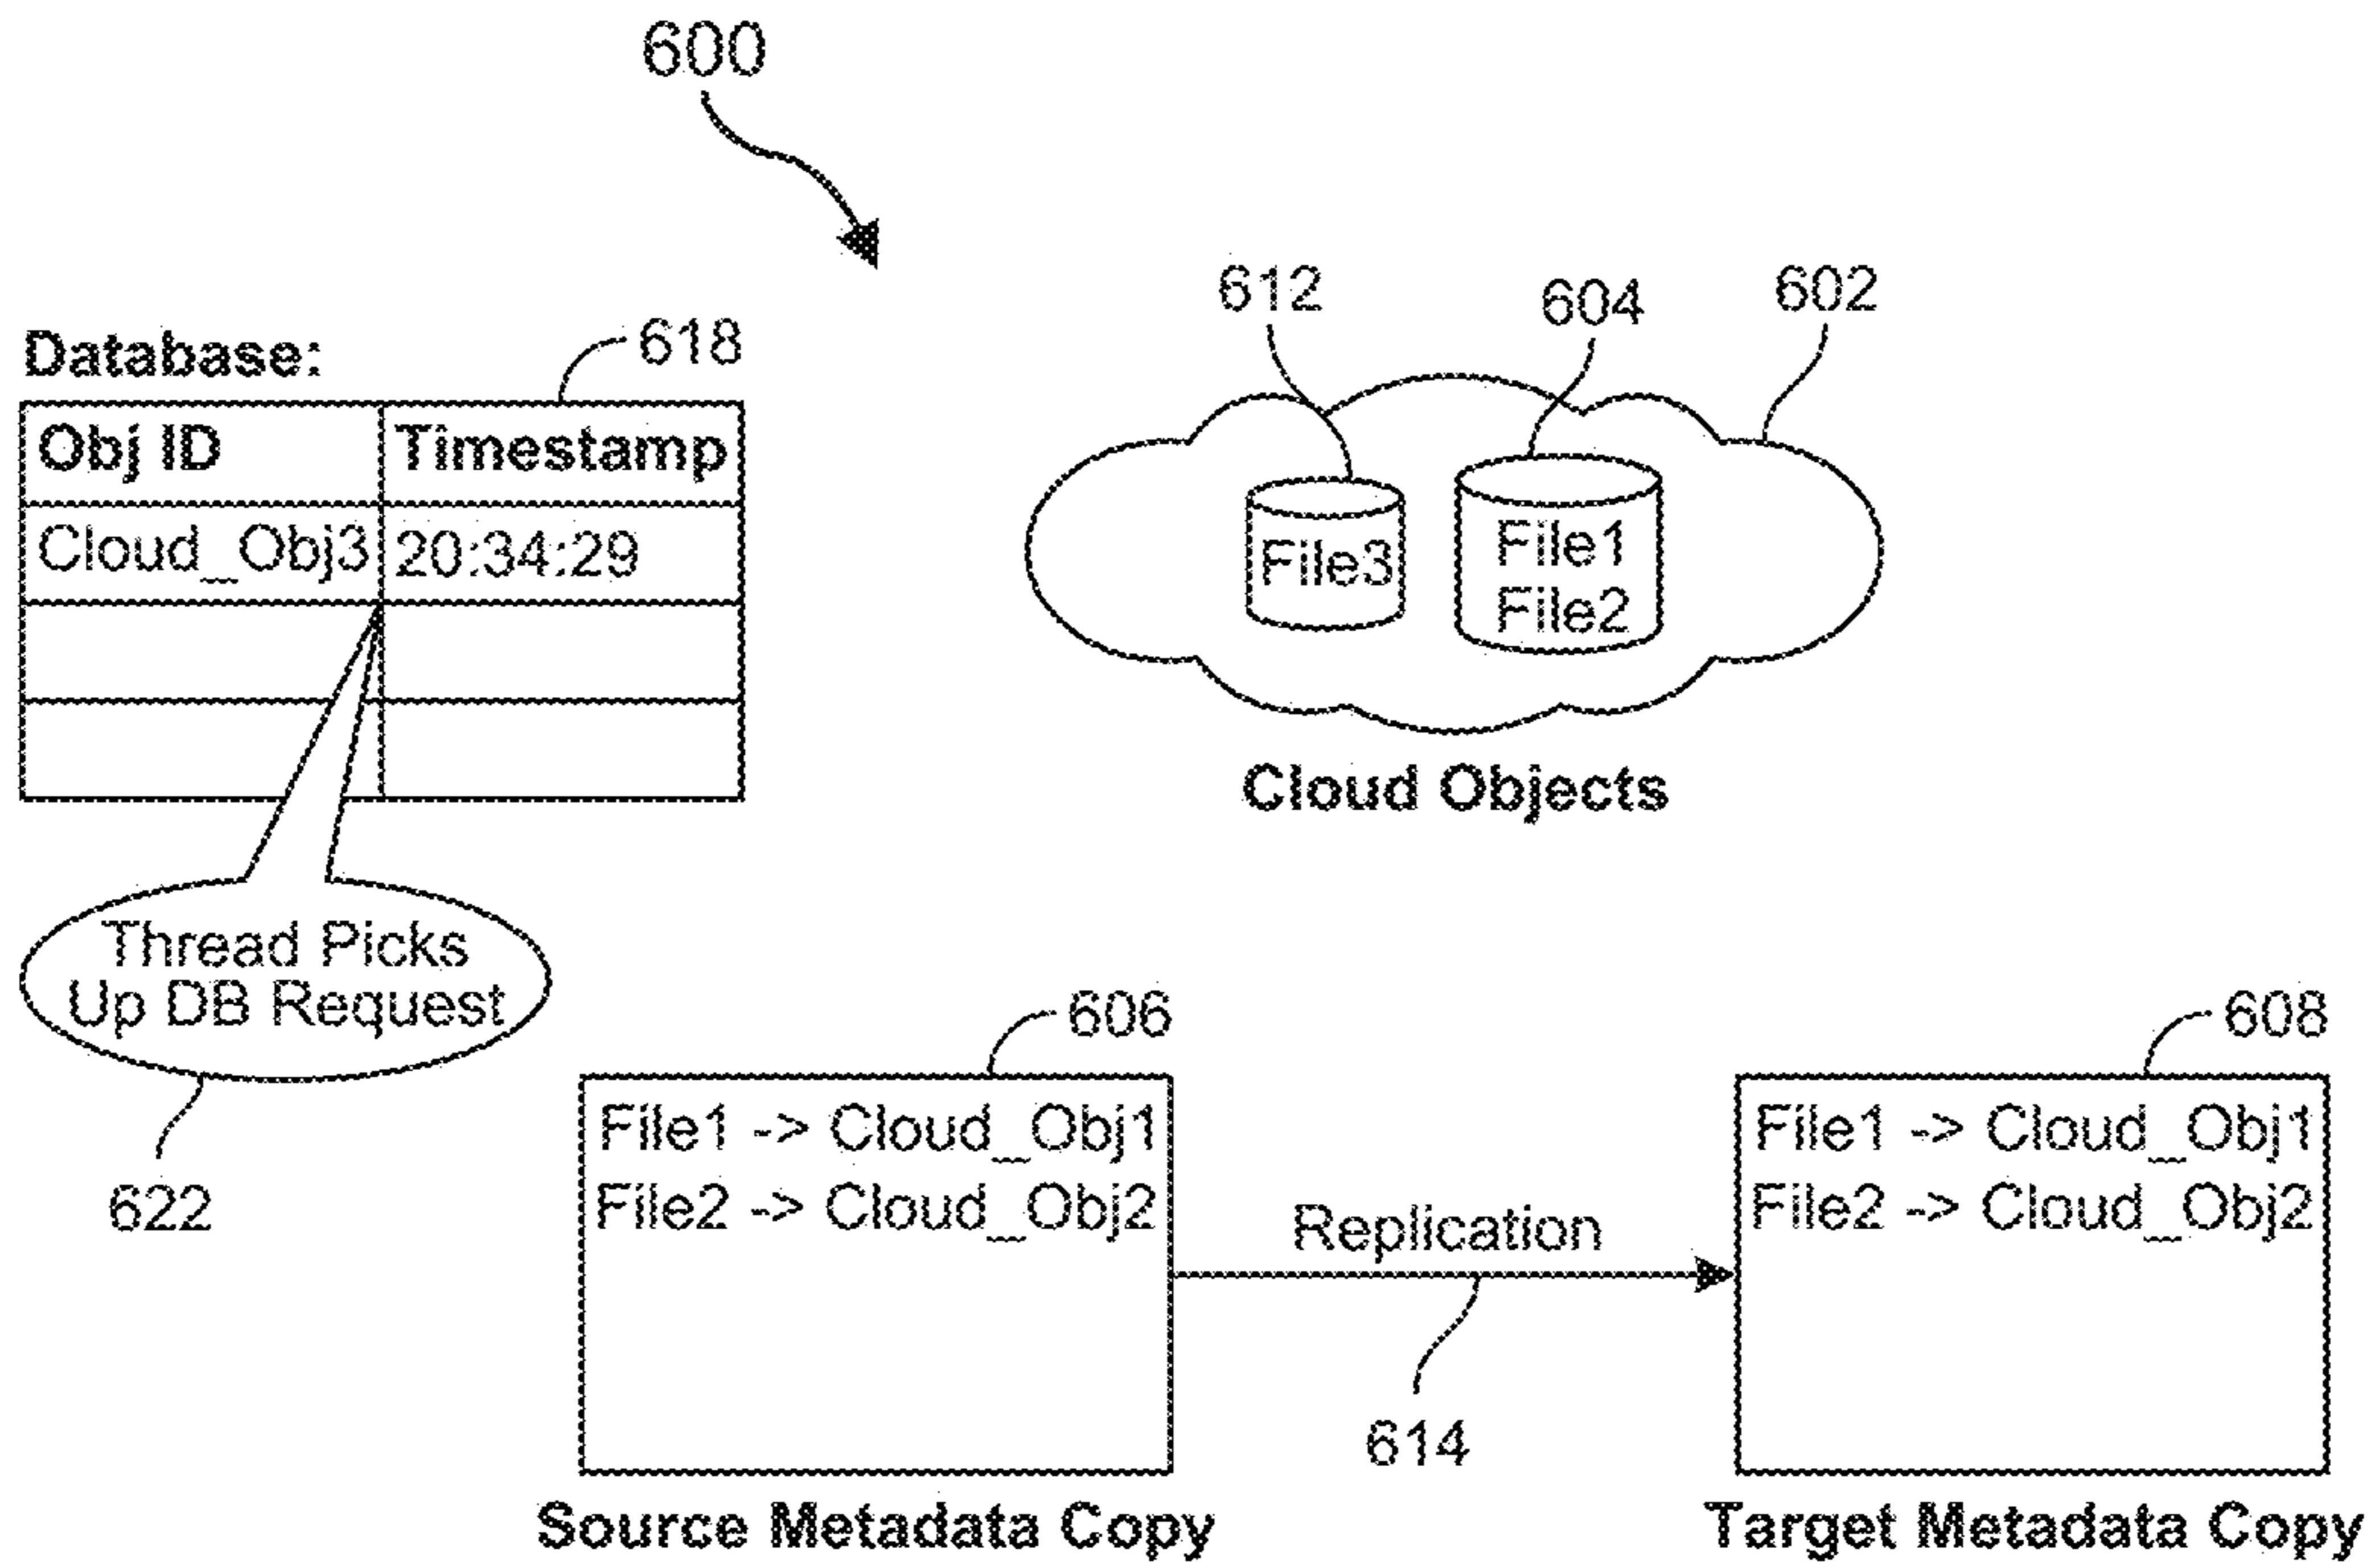 600
Database:
618
Obj ID Timestamp
Cloud_Obj3 20:34:29
612
604
602
File3
File1
File2
Cloud Objects
Thread Picks
Up DB Request
622
606
File1 -> Cloud_Obj1
File2 -> Cloud_Obj2
Source Metadata Copy
Replication
614
608
File1 -> Cloud_Obj1
File2 -> Cloud_Obj2
Target Metadata Copy